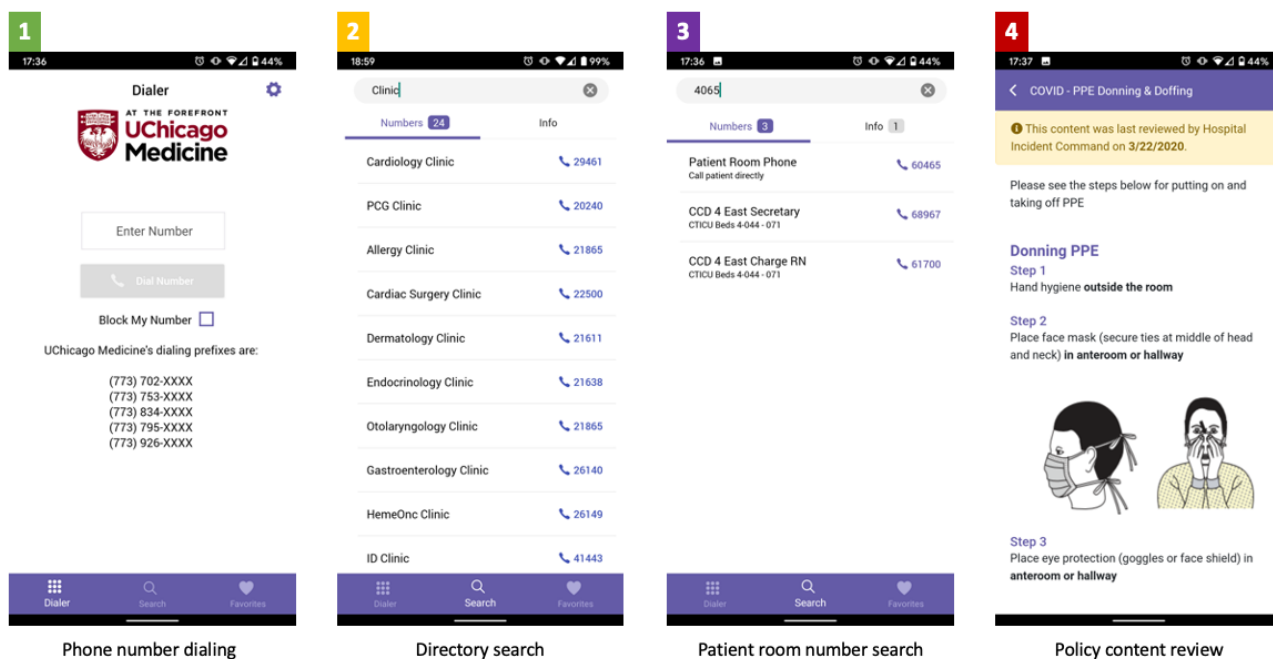 1
17:36
44%
Dialer
AT THE FOREFRONT
UChicago
Medicine
Enter Number
Dial Number
Block My Number
UChicago Medicine's dialing prefixes are:
(773) 702-XXXX
(773) 753-XXXX
(773) 834-XXXX
(773) 795-XXXX
(773) 926-XXXX
Dialer Search Favorites
Phone number dialing
2
18:59
99%
Clinic
Numbers 24 Info
Cardiology Clinic 29461
PCG Clinic 20240
Allergy Clinic 21865
Cardiac Surgery Clinic 22500
Dermatology Clinic 21611
Endocrinology Clinic 21638
Otolaryngology Clinic 21865
Gastroenterology Clinic 26140
HemeOnc Clinic 26149
ID Clinic 41443
Dialer Search Favorites
Directory search
3
17:36
44%
4065
Numbers 3 Info 1
Patient Room Phone 60465
Call patient directly
CCD 4 East Secretary 68967
CTICU Beds 4-044 - 071
CCD 4 East Charge RN 61700
CTICU Beds 4-044 - 071
Dialer Search Favorites
Patient room number search
4
17:37
44%
COVID - PPE Donning & Doffing
This content was last reviewed by Hospital
Incident Command on 3/22/2020.
Please see the steps below for putting on and
taking off PPE
Donning PPE
Step 1
Hand hygiene outside the room
Step 2
Place face mask (secure ties at middle of head
and neck) in anteroom or hallway
Step 3
Place eye protection (goggles or face shield) in
anteroom or hallway
Policy content review